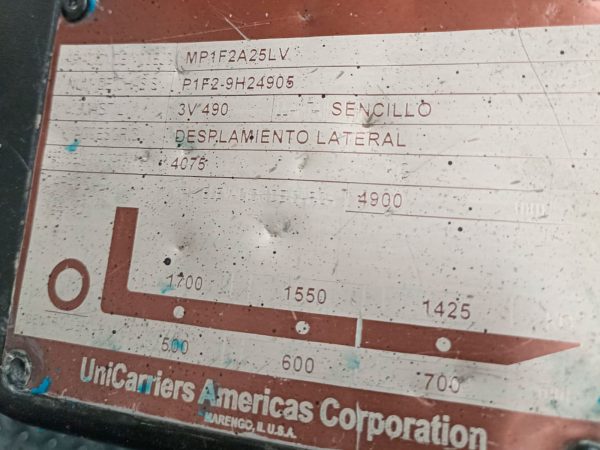 MP1F2A25LV
P1F2-9H24905
3V 490 SENCILLO
DESPLAMIENTO LATERAL
4075
4900
1700 1550 1425
500 600 700
UniCarriers Americas Corporation
MARENGO, IL U.S.A.